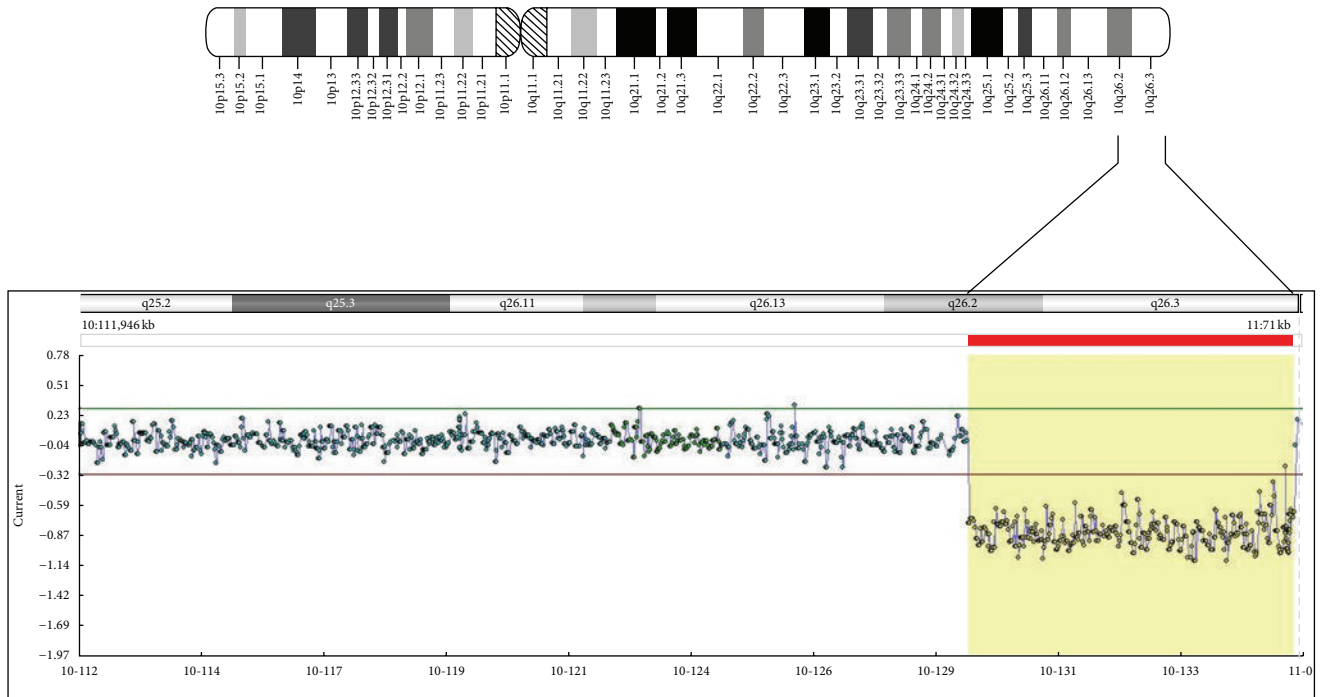 10p15.3
10p15.2
10p15.1
10p14
10p13
10p12.33
10p12.32
10p12.31
10p12.2
10p12.1
10p11.23
10p11.22
10p11.21
10p11.1
10q11.1
10q11.21
10q11.22
10q11.23
10q21.1
10q21.2
10q21.3
10q22.1
10q22.2
10q22.3
10q23.1
10q23.2
10q23.31
10q23.32
10q23.33
10q24.1
10q24.2
10q24.31
10q24.32
10q24.33
10q25.1
10q25.2
10q25.3
10q26.11
10q26.12
10q26.13
10q26.2
10q26.3
q25.2 q25.3 q26.11 q26.13 q26.2 q26.3
10:111,946 kb 11:71 kb
0.78
0.51
0.23
−0.04
−0.32
−0.59
−0.87
−1.14
−1.42
−1.69
−1.97
Current
10-112 10-114 10-117 10-119 10-121 10-124 10-126 10-129 10-131 10-133 11-0